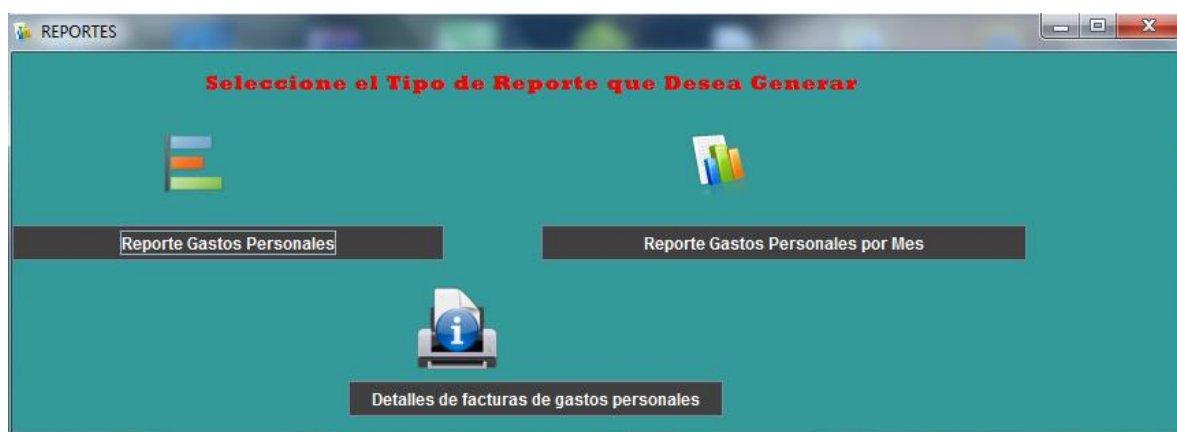 REPORTES
Seleccione el Tipo de Reporte que Desea Generar
Reporte Gastos Personales
Reporte Gastos Personales por Mes
Detalles de facturas de gastos personales